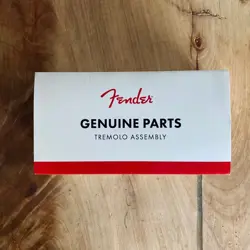 Fender
GENUINE PARTS
TREMOLO ASSEMBLY